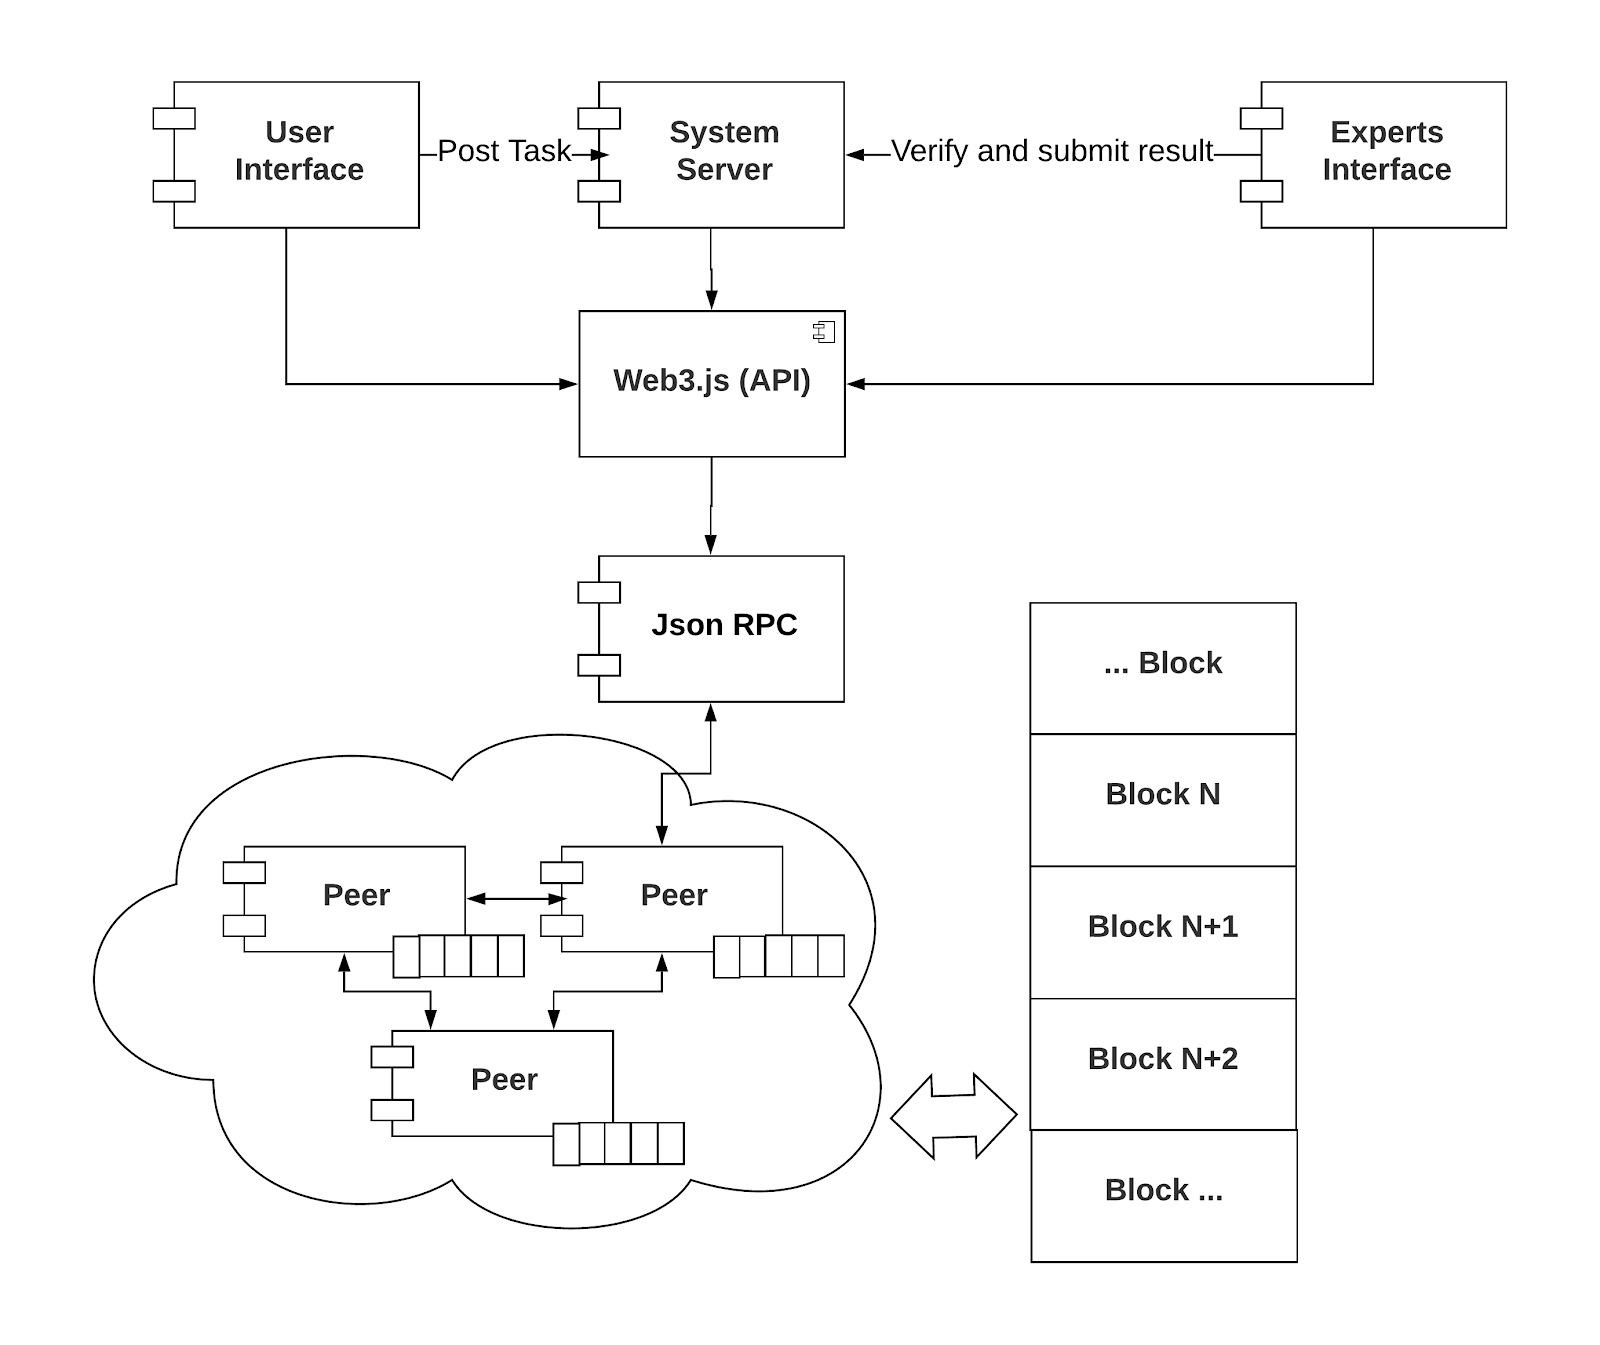 User
Interface
Post Task
System
Server
Verify and submit result
Experts
Interface
Web3.js (API)
Json RPC
... Block
Block N
Block N+1
Block N+2
Block ...
Peer
Peer
Peer